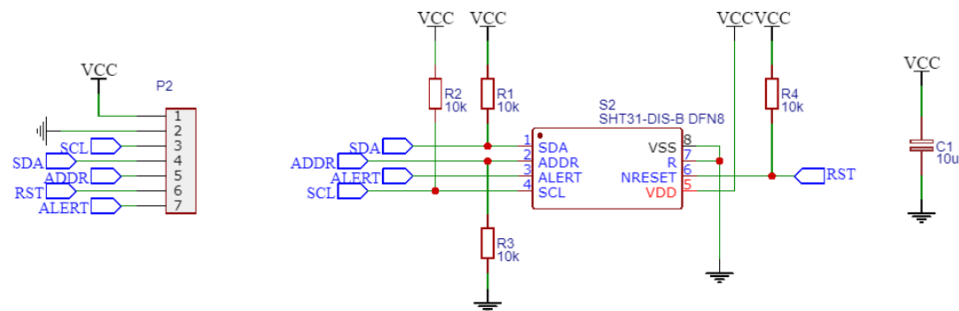 VCC
P2
1
2
SCL 3
SDA 4
ADDR 5
RST 6
ALERT 7
VCC VCC
R2
10k
R1
10k
SDA
ADDR
ALERT
SCL
R3
10k
S2
SHT31-DIS-B DFN8
1 SDA
2 ADDR
3 ALERT
4 SCL
VSS 8
R 7
NRESET 6
VDD 5
VCC VCC
R4
10k
RST
VCC
C1
10u